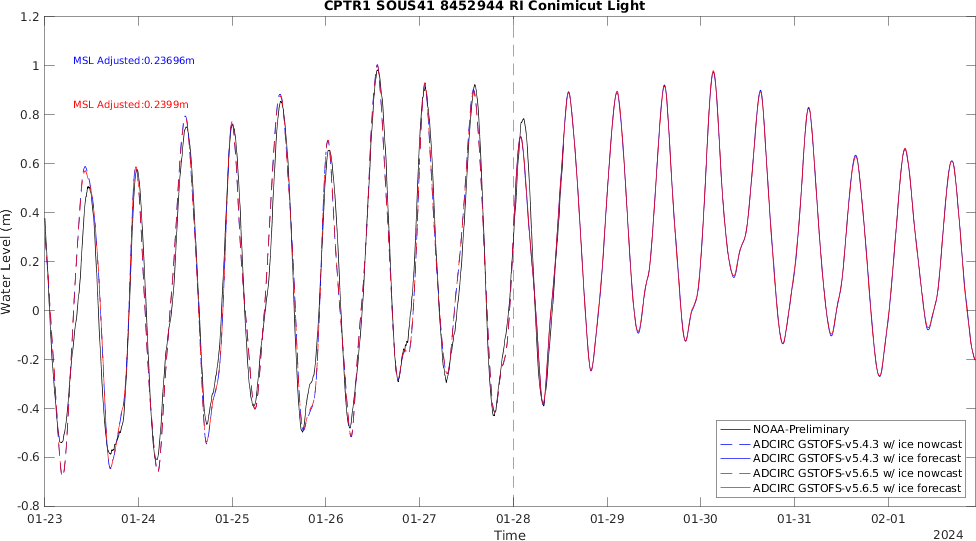 CPTR1 SOUS41 8452944 RI Conimicut Light
1.2
1
0.8
0.6
0.4
0.2
0
-0.2
-0.4
-0.6
-0.8
Water Level (m)
MSL Adjusted:0.23696m
MSL Adjusted:0.2399m
NOAA-Preliminary
ADCIRC GSTOFS-v5.4.3 w/ ice nowcast
ADCIRC GSTOFS-v5.4.3 w/ ice forecast
ADCIRC GSTOFS-v5.6.5 w/ ice nowcast
ADCIRC GSTOFS-v5.6.5 w/ ice forecast
01-23 01-24 01-25 01-26 01-27 01-28 01-29 01-30 01-31 02-01
Time
2024